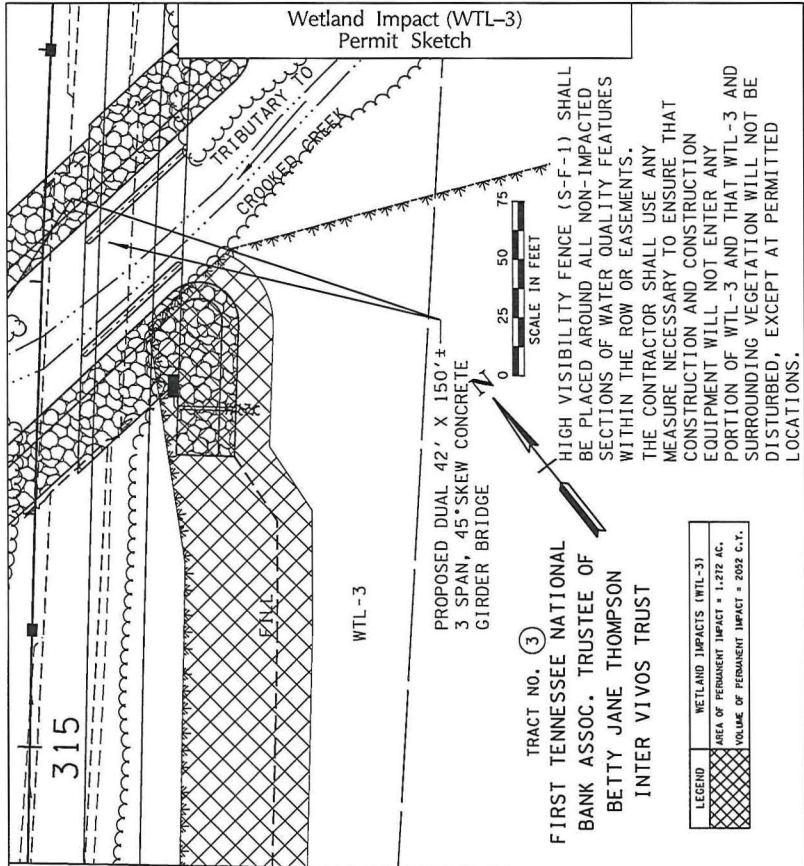 Wetland Impact (WTL-3)
Permit Sketch
TRIBUTARY TO
CROOKED CREEK
315
FILL
WTL-3
PROPOSED DUAL 42' X 150'±
3 SPAN, 45°SKEW CONCRETE
GIRDER BRIDGE
0 25 50 75
SCALE IN FEET
N
HIGH VISIBILITY FENCE (S-F-1) SHALL
BE PLACED AROUND ALL NON-IMPACTED
SECTIONS OF WATER QUALITY FEATURES
WITHIN THE ROW OR EASEMENTS.
THE CONTRACTOR SHALL USE ANY
MEASURE NECESSARY TO ENSURE THAT
CONSTRUCTION AND CONSTRUCTION
EQUIPMENT WILL NOT ENTER ANY
PORTION OF WTL-3 AND THAT WTL-3 AND
SURROUNDING VEGETATION WILL NOT BE
DISTURBED, EXCEPT AT PERMITTED
LOCATIONS.
TRACT NO. 3
FIRST TENNESSEE NATIONAL
BANK ASSOC. TRUSTEE OF
BETTY JANE THOMPSON
INTER VIVOS TRUST
LEGEND WETLAND IMPACTS (WTL-3)
AREA OF PERMANENT IMPACT = 1.272 AC.
VOLUME OF PERMANENT IMPACT = 2052 C.Y.